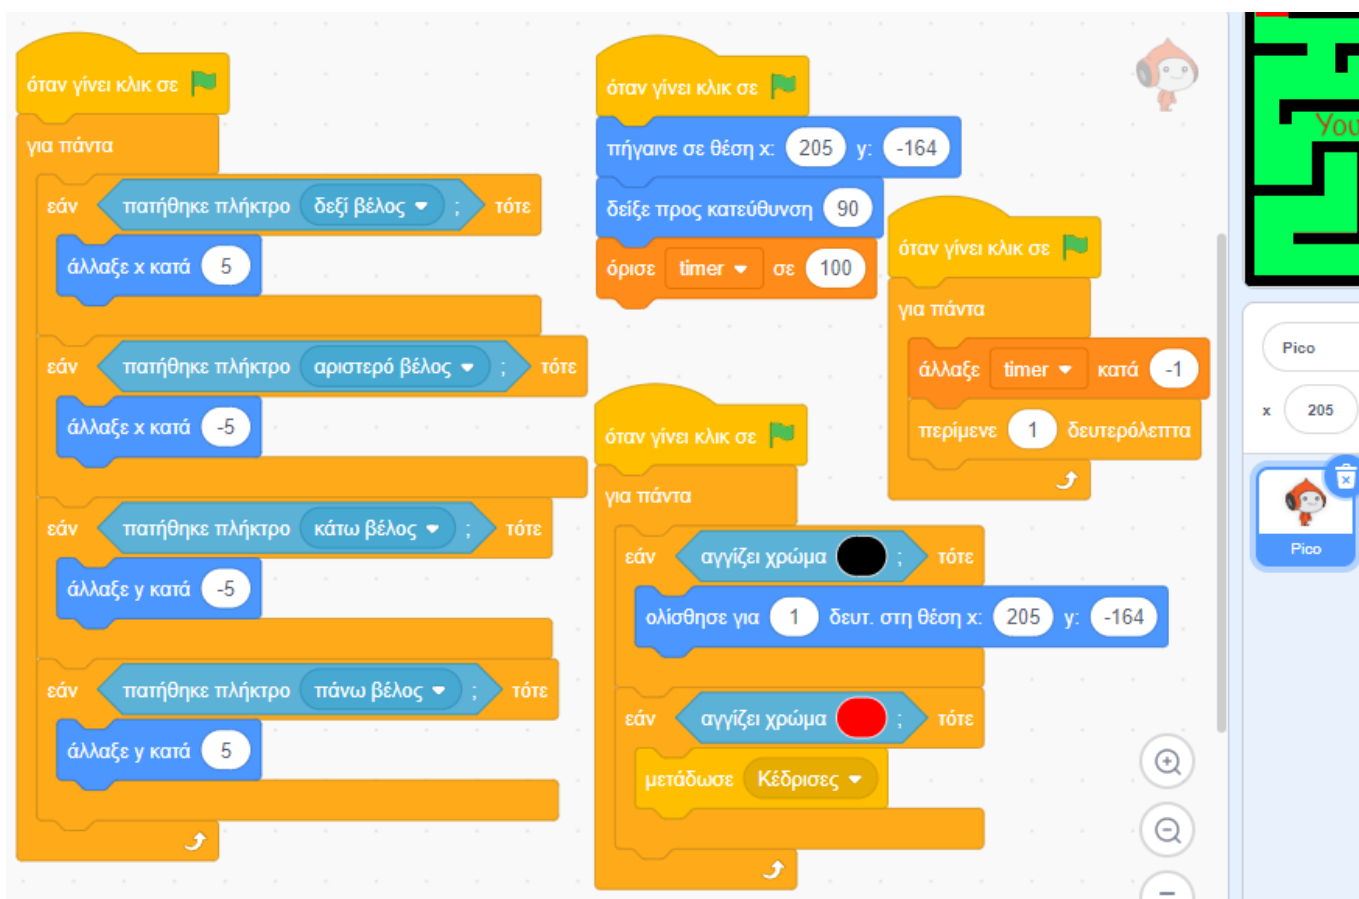 όταν γίνει κλικ σε
για πάντα
εάν πατήθηκε πλήκτρο δεξί βέλος ; τότε
άλλαξε x κατά 5
εάν πατήθηκε πλήκτρο αριστερό βέλος ; τότε
άλλαξε x κατά -5
εάν πατήθηκε πλήκτρο κάτω βέλος ; τότε
άλλαξε y κατά -5
εάν πατήθηκε πλήκτρο πάνω βέλος ; τότε
άλλαξε y κατά 5
όταν γίνει κλικ σε
πήγαινε σε θέση x: 205 y: -164
δείξε προς κατεύθυνση 90
όρισε timer σε 100
όταν γίνει κλικ σε
για πάντα
άλλαξε timer κατά -1
περίμενε 1 δευτερόλεπτα
όταν γίνει κλικ σε
για πάντα
εάν αγγίζει χρώμα ; τότε
ολίσθησε για 1 δευτ. στη θέση x: 205 y: -164
εάν αγγίζει χρώμα ; τότε
μετάδωσε Κέδρισες
You
Pico
x 205
Pico